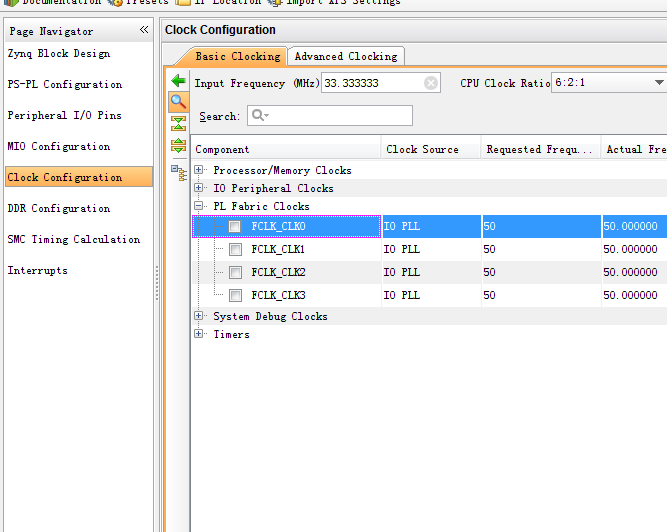 Documentation Presets IP Location Import XPS Settings
Page Navigator «
Zynq Block Design
PS-PL Configuration
Peripheral I/O Pins
MIO Configuration
Clock Configuration
DDR Configuration
SMC Timing Calculation
Interrupts
Clock Configuration
Basic Clocking Advanced Clocking
Input Frequency (MHz) 33.333333 CPU Clock Ratio 6:2:1
Search:
Component Clock Source Requested Frequ... Actual Fre
Processor/Memory Clocks
IO Peripheral Clocks
PL Fabric Clocks
FCLK_CLK0 IO PLL 50 50.000000
FCLK_CLK1 IO PLL 50 50.000000
FCLK_CLK2 IO PLL 50 50.000000
FCLK_CLK3 IO PLL 50 50.000000
System Debug Clocks
Timers